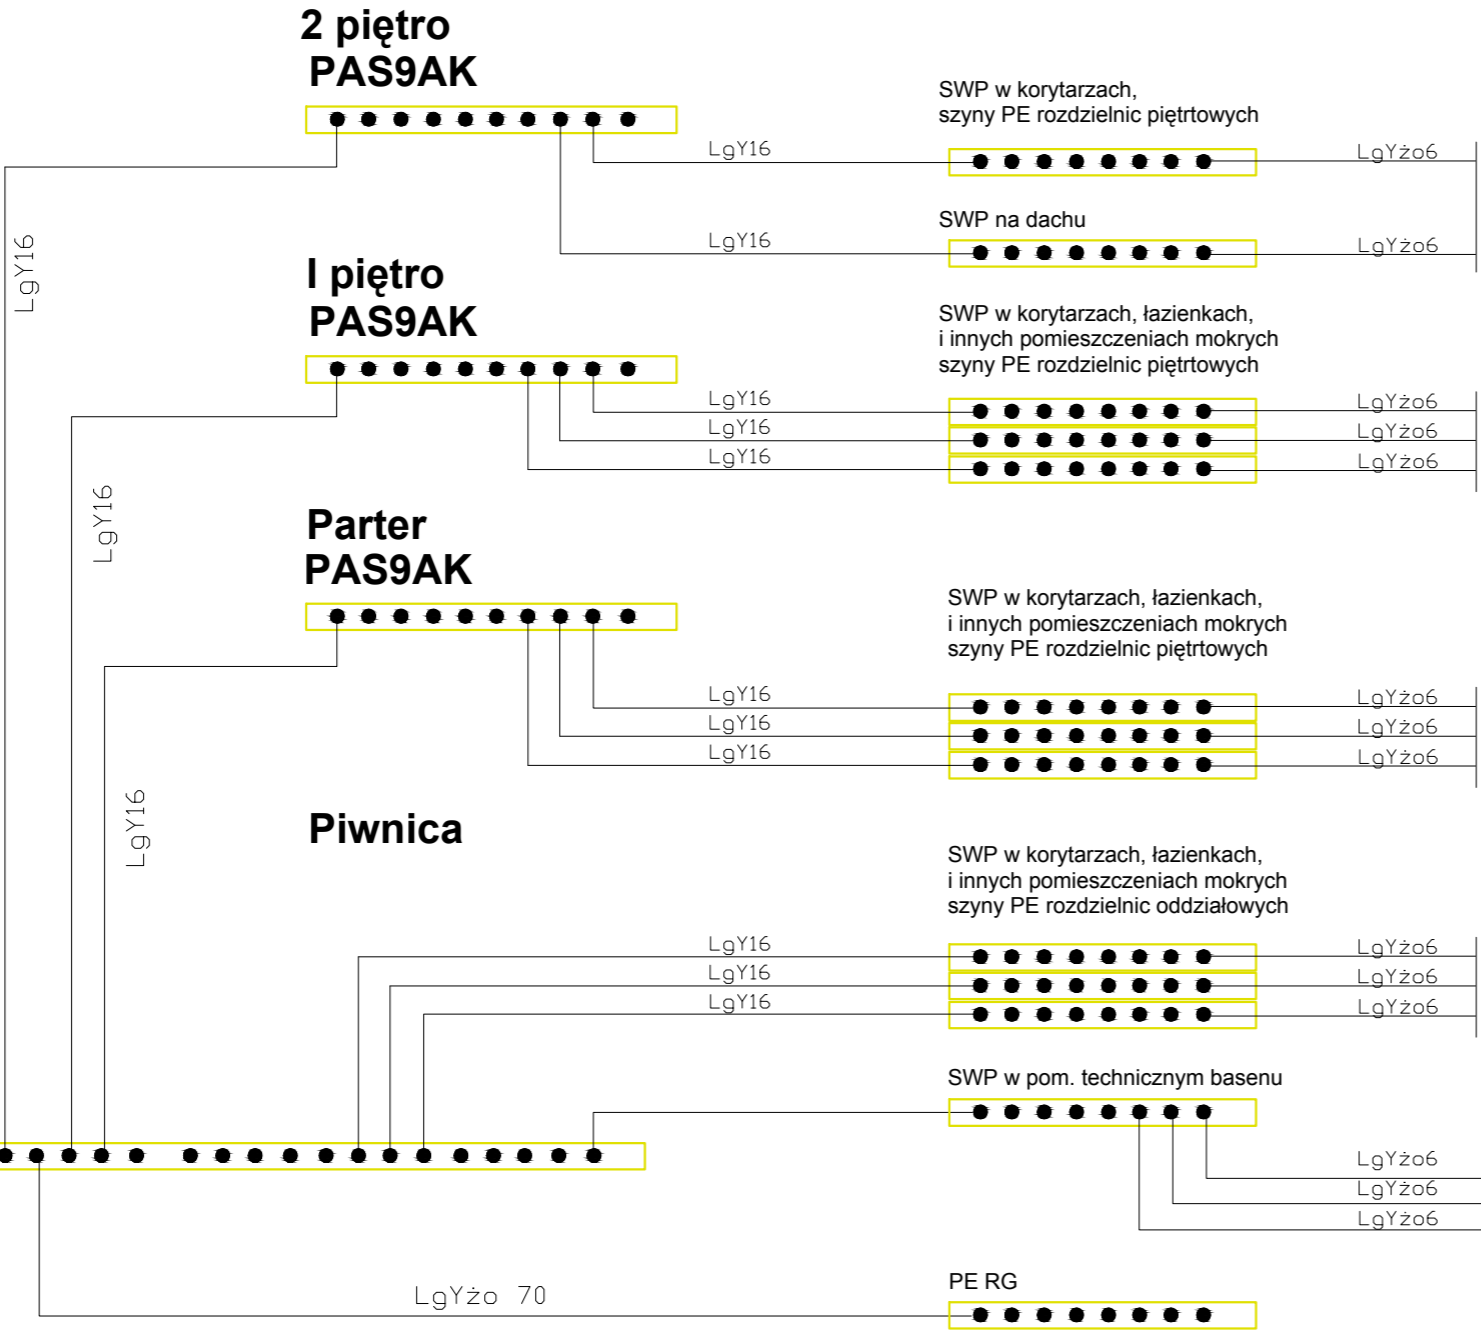 2 piętro
PAS9AK
SWP w korytarzach,
szyny PE rozdzielnic piętrtowych
LgY16
LgYżo6
SWP na dachu
LgY16
LgYżo6
LgY16
I piętro
PAS9AK
SWP w korytarzach, łazienkach,
i innych pomieszczeniach mokrych
szyny PE rozdzielnic piętrtowych
LgY16
LgYżo6
LgY16
LgYżo6
LgY16
LgYżo6
LgY16
Parter
PAS9AK
SWP w korytarzach, łazienkach,
i innych pomieszczeniach mokrych
szyny PE rozdzielnic piętrtowych
LgY16
LgYżo6
LgY16
LgYżo6
LgY16
LgYżo6
LgY16
Piwnica
SWP w korytarzach, łazienkach,
i innych pomieszczeniach mokrych
szyny PE rozdzielnic oddziałowych
LgY16
LgYżo6
LgY16
LgYżo6
LgY16
LgYżo6
SWP w pom. technicznym basenu
LgYżo6
LgYżo6
LgYżo6
PE RG
LgYżo 70